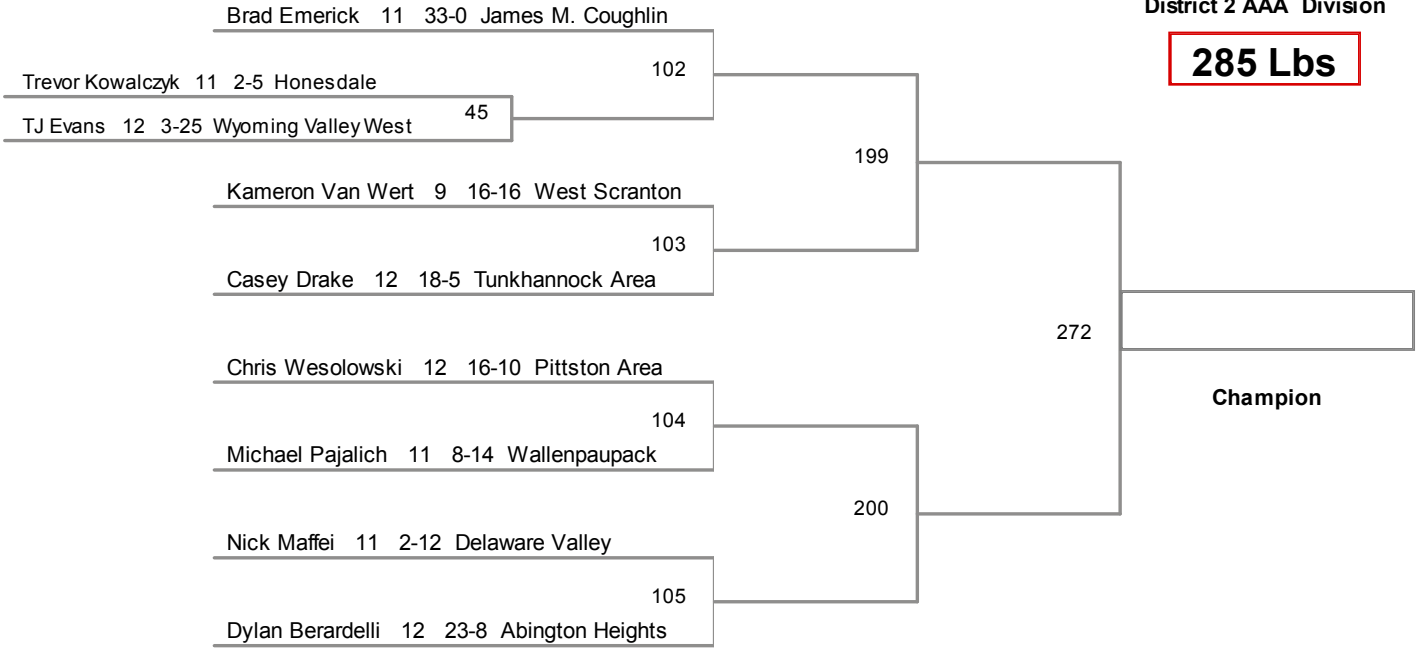 Brad Emerick 11 33-0 James M. Coughlin
District 2 AAA Division
285 Lbs
102
Trevor Kowalczyk 11 2-5 Honesdale
45
TJ Evans 12 3-25 Wyoming Valley West
199
Kameron Van Wert 9 16-16 West Scranton
103
Casey Drake 12 18-5 Tunkhannock Area
272
Chris Wesolowski 12 16-10 Pittston Area
Champion
104
Michael Pajalich 11 8-14 Wallenpaupack
200
Nick Maffei 11 2-12 Delaware Valley
105
Dylan Berardelli 12 23-8 Abington Heights